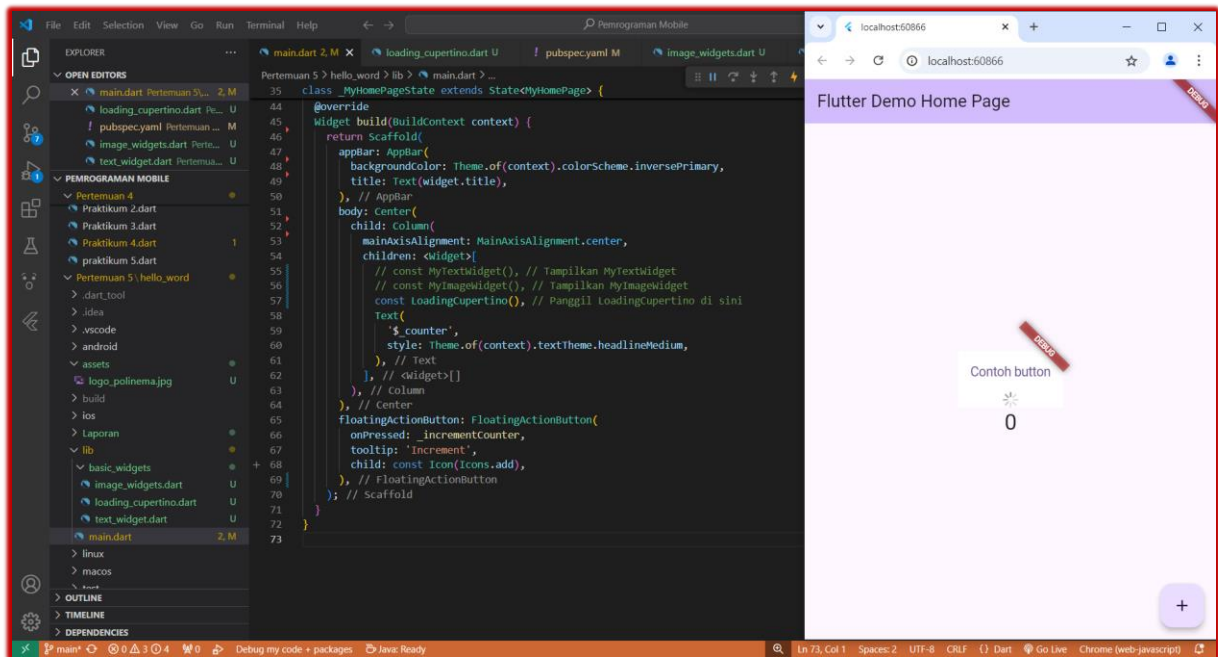 File Edit Selection View Go Run Terminal Help
Pemrograman Mobile
EXPLORER
OPEN EDITORS
main.dart Pertemuan 5\... 2, M
loading_cupertino.dart Pe... U
pubspec.yaml Pertemuan ... M
image_widgets.dart Perte... U
text_widget.dart Pertemua... U
PEMROGRAMAN MOBILE
Pertemuan 4
Praktikum 2.dart
Praktikum 3.dart
Praktikum 4.dart 1
praktikum 5.dart
Pertemuan 5 \ hello_word
.dart_tool
.idea
.vscode
android
assets
logo_polinema.jpg U
build
ios
Laporan
lib
basic_widgets
image_widgets.dart U
loading_cupertino.dart U
text_widget.dart U
main.dart 2, M
linux
macos
test
OUTLINE
TIMELINE
DEPENDENCIES
7
1
main.dart 2, M
loading_cupertino.dart U
pubspec.yaml M
image_widgets.dart U
Pertemuan 5 > hello_word > lib > main.dart > ...
35 class _MyHomePageState extends State<MyHomePage> {
44 @override
45 Widget build(BuildContext context) {
46 return Scaffold(
47 appBar: AppBar(
48 backgroundColor: Theme.of(context).colorScheme.inversePrimary,
49 title: Text(widget.title),
50 ), // AppBar
51 body: Center(
52 child: Column(
53 mainAxisAlignment: MainAxisAlignment.center,
54 children: <Widget>[
55 // const MyTextWidget(), // Tampilkan MyTextWidget
56 // const MyImageWidget(), // Tampilkan MyImageWidget
57 const LoadingCupertino(), // Panggil LoadingCupertino di sini
58 Text(
59 '$_counter',
60 style: Theme.of(context).textTheme.headlineMedium,
61 ), // Text
62 ], // <Widget>[]
63 ), // Column
64 ), // Center
65 floatingActionButton: FloatingActionButton(
66 onPressed: _incrementCounter,
67 tooltip: 'Increment',
68 child: const Icon(Icons.add),
69 ), // FloatingActionButton
70 ); // Scaffold
71 }
72 }
73
localhost:60866
localhost:60866
Flutter Demo Home Page
DEBUG
DEBUG
Contoh button
0
+
main* 0 3 4 0 Debug my code + packages Java: Ready Ln 73, Col 1 Spaces: 2 UTF-8 CRLF {} Dart Go Live Chrome (web-javascript)